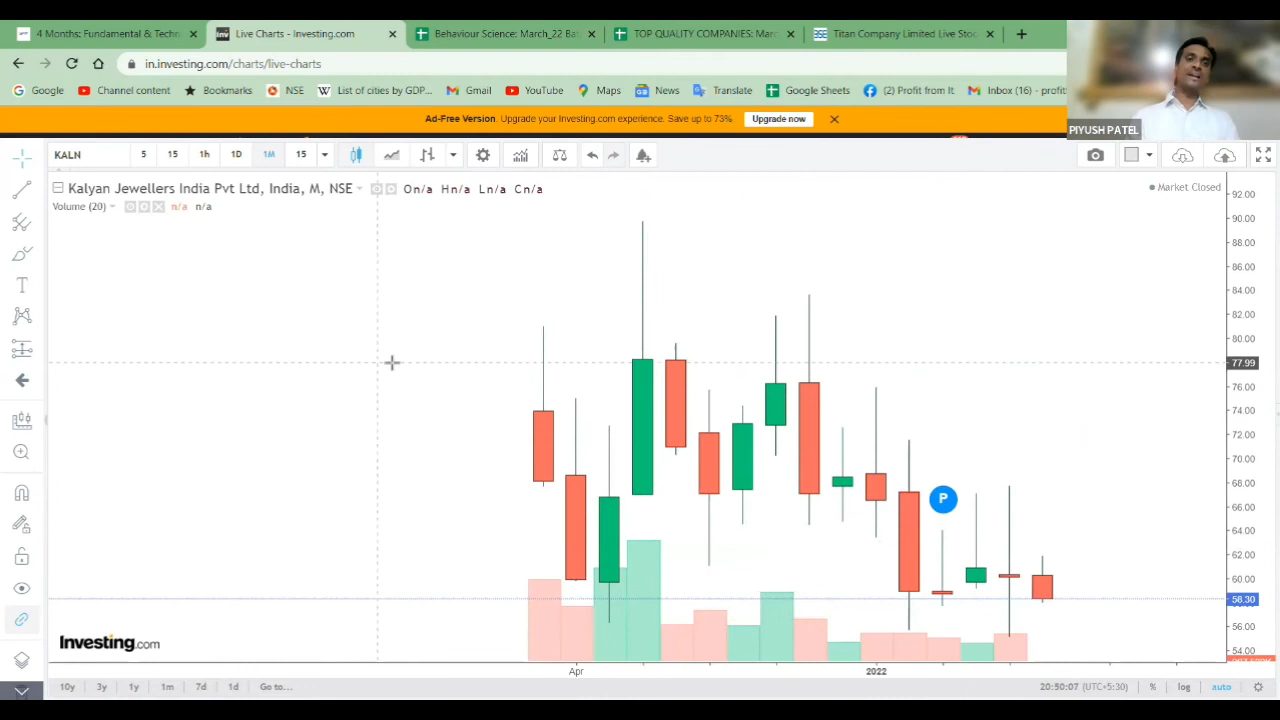 4 Months: Fundamental & Techn
Live Charts - Investing.com
Behaviour Science: March_22 Bat
TOP QUALITY COMPANIES: Marc
Titan Company Limited Live Stoc
in.investing.com/charts/live-charts
Google
Channel content
Bookmarks
NSE
List of cities by GDP...
Gmail
YouTube
Maps
News
Translate
Google Sheets
(2) Profit from It
Inbox (16) - profit
Ad-Free Version. Upgrade your Investing.com experience. Save up to 73%
Upgrade now
PIYUSH PATEL
KALN 5 15 1h 1D 1M 15
Kalyan Jewellers India Pvt Ltd, India, M, NSE On/a Hn/a Ln/a Cn/a
Market Closed
Volume (20) n/a n/a
92.00
90.00
88.00
86.00
84.00
82.00
80.00
77.99
76.00
74.00
72.00
70.00
68.00
66.00
64.00
62.00
60.00
58.30
56.00
54.00
P
Investing.com
Apr 2022
10y 3y 1y 1m 7d 1d Go to...
20:50:07 (UTC+5:30) % log auto